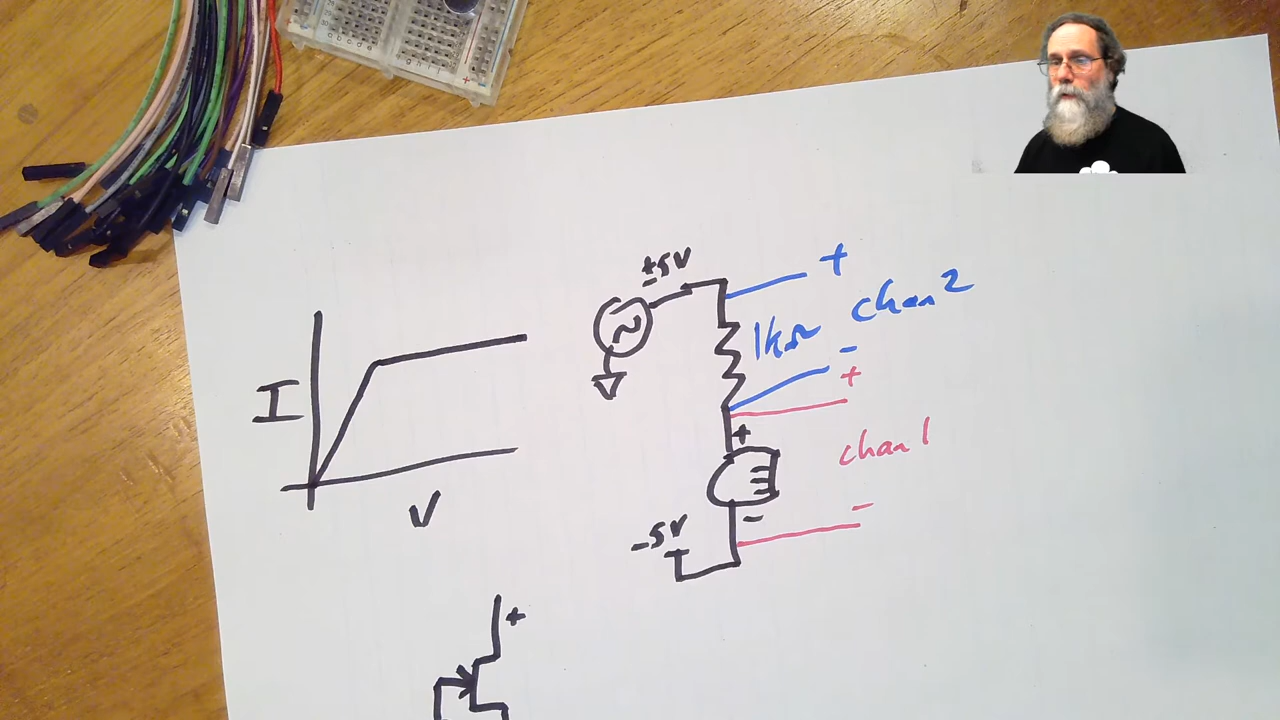 ±5V
+
chan 2
1kΩ
-
+
I
+
chan 1
V
-
-
-5V
+